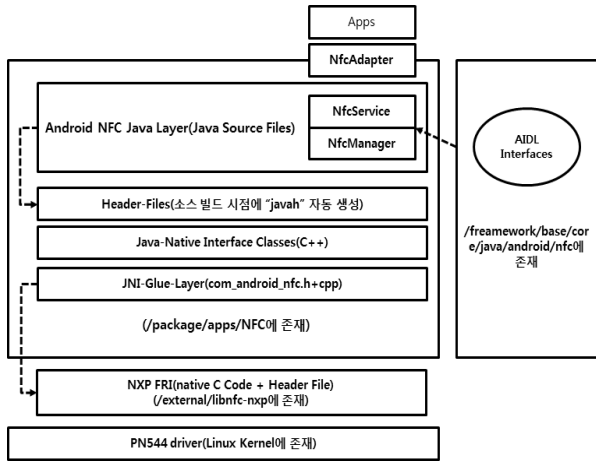 Apps
NfcAdapter
Android NFC Java Layer(Java Source Files)
NfcService
NfcManager
Header-Files(소스 빌드 시점에 "javah" 자동 생성)
Java-Native Interface Classes(C++)
JNI-Glue-Layer(com_android_nfc.h+cpp)
(/package/apps/NFC에 존재)
NXP FRI(native C Code + Header File)
(/external/libnfc-nxp에 존재)
PN544 driver(Linux Kernel에 존재)
AIDL
Interfaces
/freamework/base/cor
e/java/android/nfc에
존재